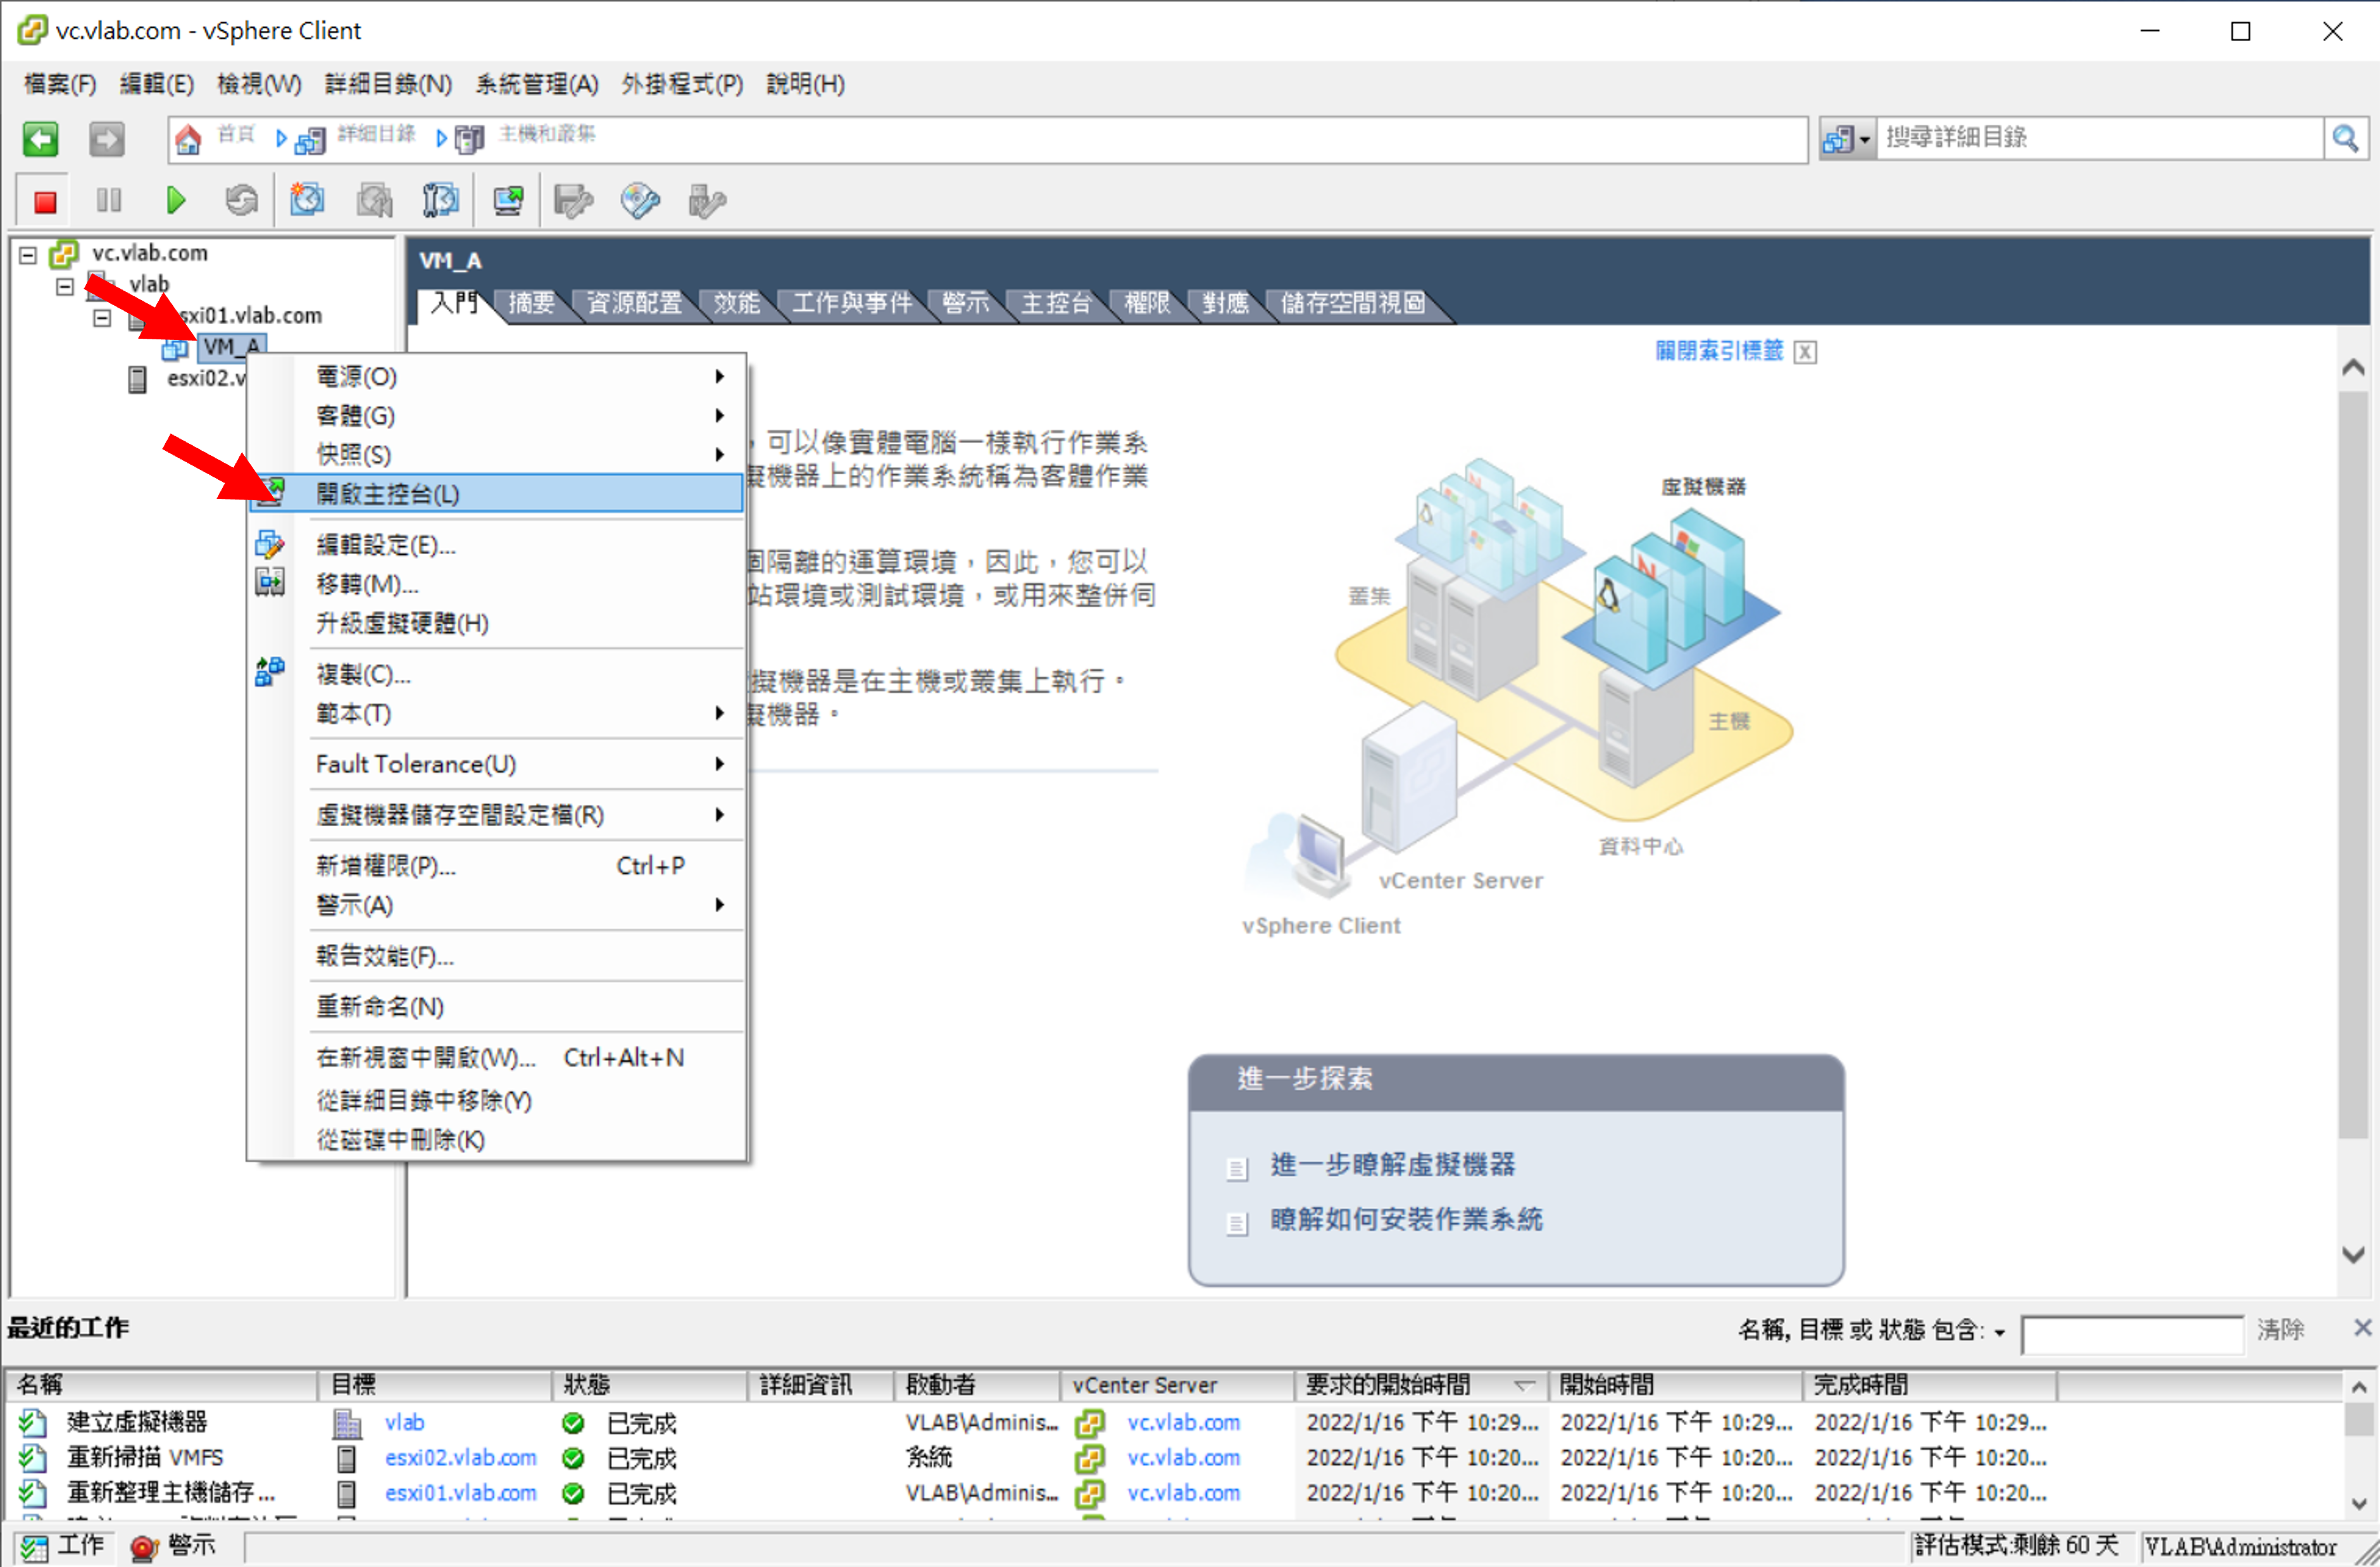 vc.vlab.com - vSphere Client
檔案(F) 編輯(E) 檢視(W) 詳細目錄(N) 系統管理(A) 外掛程式(P) 說明(H)
首頁 詳細目錄 主機和叢集 搜尋詳細目錄
vc.vlab.com
vlab
esxi01.vlab.com
VM_A
esxi02.v
VM_A
入門 摘要 資源配置 效能 工作與事件 警示 主控台 權限 對應 儲存空間視圖
關閉索引標籤 X
電源(O)
客體(G)
快照(S)
開啟主控台(L)
編輯設定(E)...
移轉(M)...
升級虛擬硬體(H)
複製(C)...
範本(T)
Fault Tolerance(U)
虛擬機器儲存空間設定檔(R)
新增權限(P)... Ctrl+P
警示(A)
報告效能(F)...
重新命名(N)
在新視窗中開啟(W)... Ctrl+Alt+N
從詳細目錄中移除(Y)
從磁碟中刪除(K)
，可以像實體電腦一樣執行作業系
擬機器上的作業系統稱為客體作業
個隔離的運算環境，因此，您可以
站環境或測試環境，或用來整併伺
擬機器是在主機或叢集上執行。
擬機器。
虛擬機器
叢集
主機
資料中心
vCenter Server
vSphere Client
進一步探索
進一步瞭解虛擬機器
瞭解如何安裝作業系統
最近的工作 名稱, 目標 或 狀態 包含: 清除
名稱 目標 狀態 詳細資訊 啟動者 vCenter Server 要求的開始時間 開始時間 完成時間
建立虛擬機器 vlab 已完成 VLAB\Adminis... vc.vlab.com 2022/1/16 下午 10:29... 2022/1/16 下午 10:29... 2022/1/16 下午 10:29...
重新掃描 VMFS esxi02.vlab.com 已完成 系統 vc.vlab.com 2022/1/16 下午 10:20... 2022/1/16 下午 10:20... 2022/1/16 下午 10:20...
重新整理主機儲存... esxi01.vlab.com 已完成 VLAB\Adminis... vc.vlab.com 2022/1/16 下午 10:20... 2022/1/16 下午 10:20... 2022/1/16 下午 10:20...
工作 警示 評估模式:剩餘 60 天 VLAB\Administrator